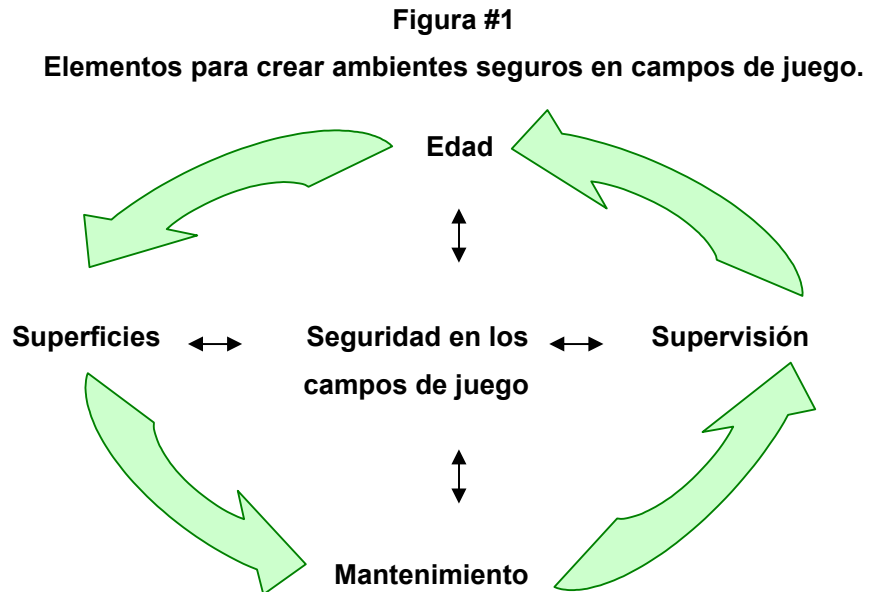 Figura #1
Elementos para crear ambientes seguros en campos de juego.
Edad
Superficies
Seguridad en los
campos de juego
Supervisión
Mantenimiento